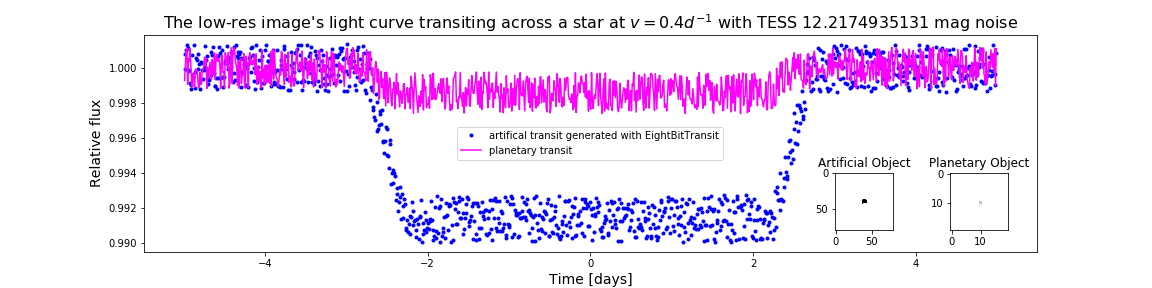 The low-res image's light curve transiting across a star at v = 0.4d⁻¹ with TESS 12.2174935131 mag noise
Relative flux
1.000
0.998
0.996
0.994
0.992
0.990
artifical transit generated with EightBitTransit
planetary transit
Artificial Object
0
50
0
50
Planetary Object
0
10
0
10
−4
−2
0
2
4
Time [days]